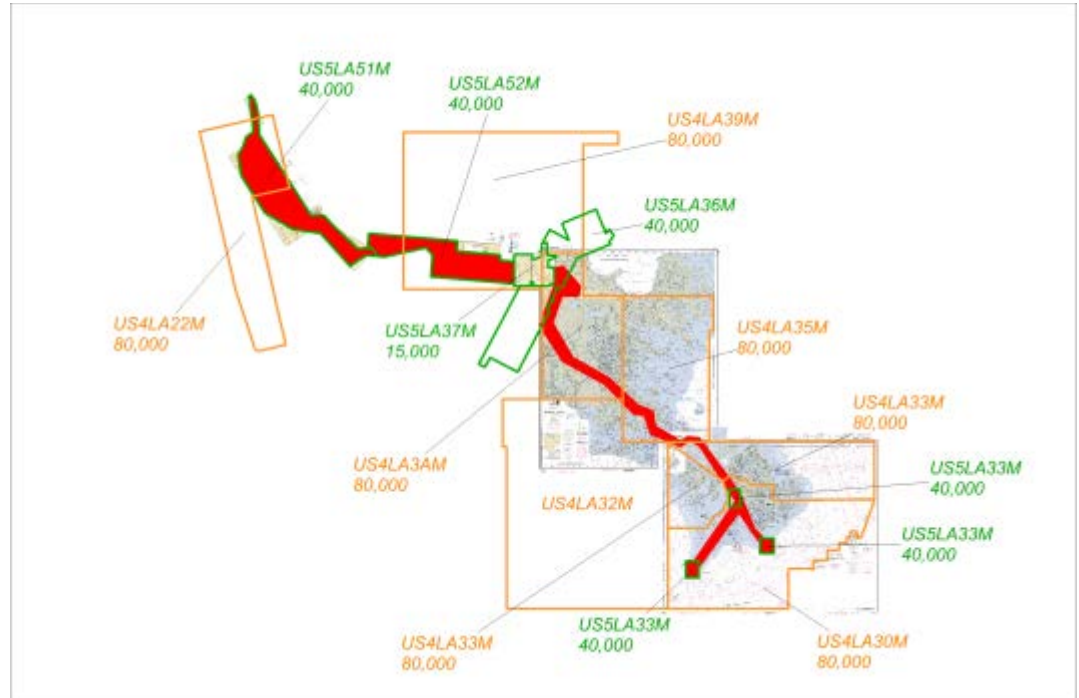 US5LA51M
40,000
US5LA52M
40,000
US4LA39M
80,000
US5LA36M
40,000
US4LA22M
80,000
US5LA37M
15,000
US4LA35M
80,000
US4LA33M
80,000
US4LA3AM
80,000
US5LA33M
40,000
US4LA32M
US5LA33M
40,000
US5LA33M
40,000
US4LA33M
80,000
US4LA30M
80,000